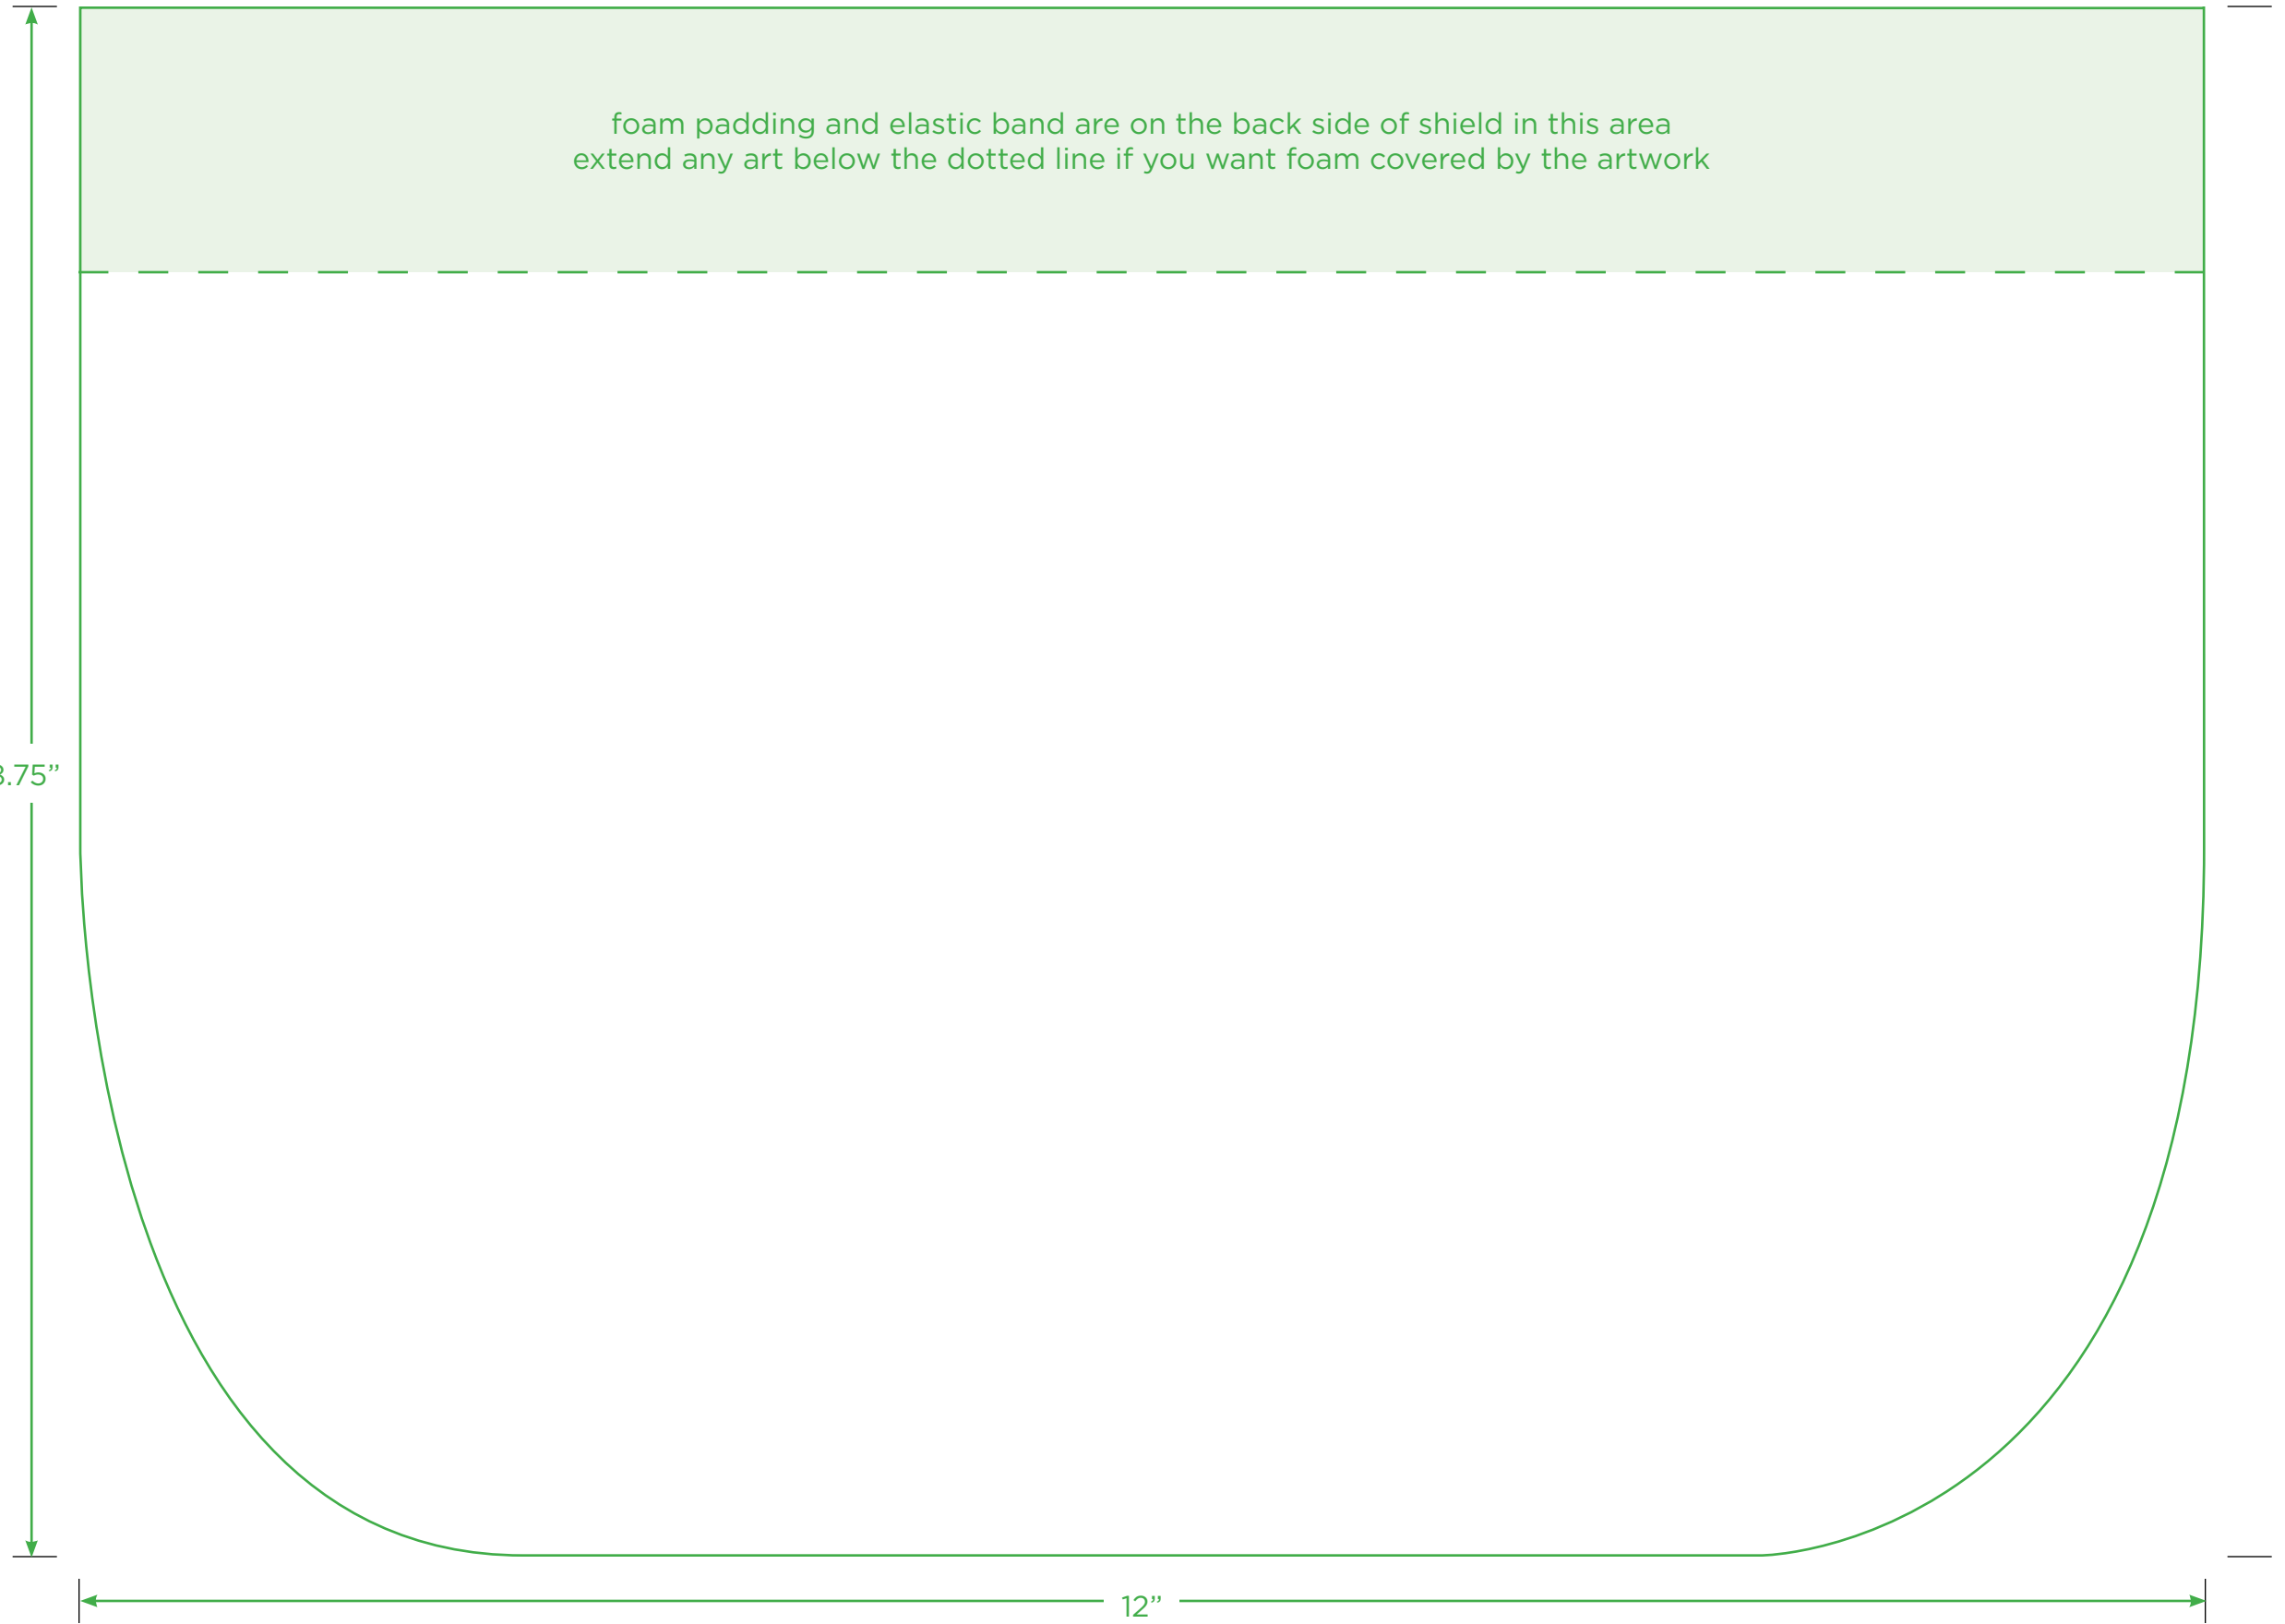 foam padding and elastic band are on the back side of shield in this area
extend any art below the dotted line if you want foam covered by the artwork
8.75”
12”